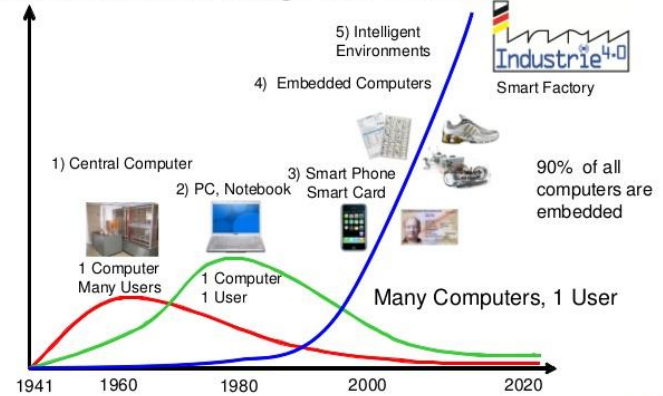 5) Intelligent
Environments
Industrie 4.0
Smart Factory
4) Embedded Computers
1) Central Computer
2) PC, Notebook
3) Smart Phone
Smart Card
90% of all
computers are
embedded
1 Computer
Many Users
1 Computer
1 User
Many Computers, 1 User
1941
1960
1980
2000
2020